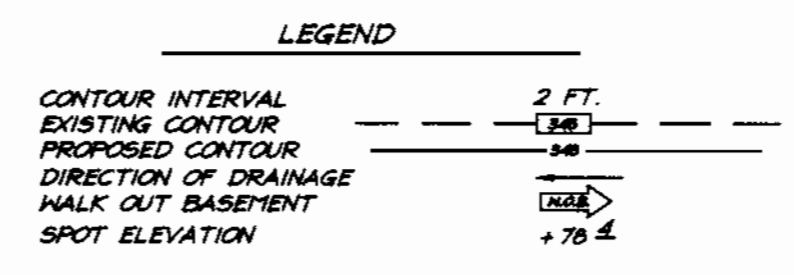 LEGEND
CONTOUR INTERVAL 2 FT.
EXISTING CONTOUR 348
PROPOSED CONTOUR 348
DIRECTION OF DRAINAGE
WALK OUT BASEMENT W.O.B.
SPOT ELEVATION + 78 4